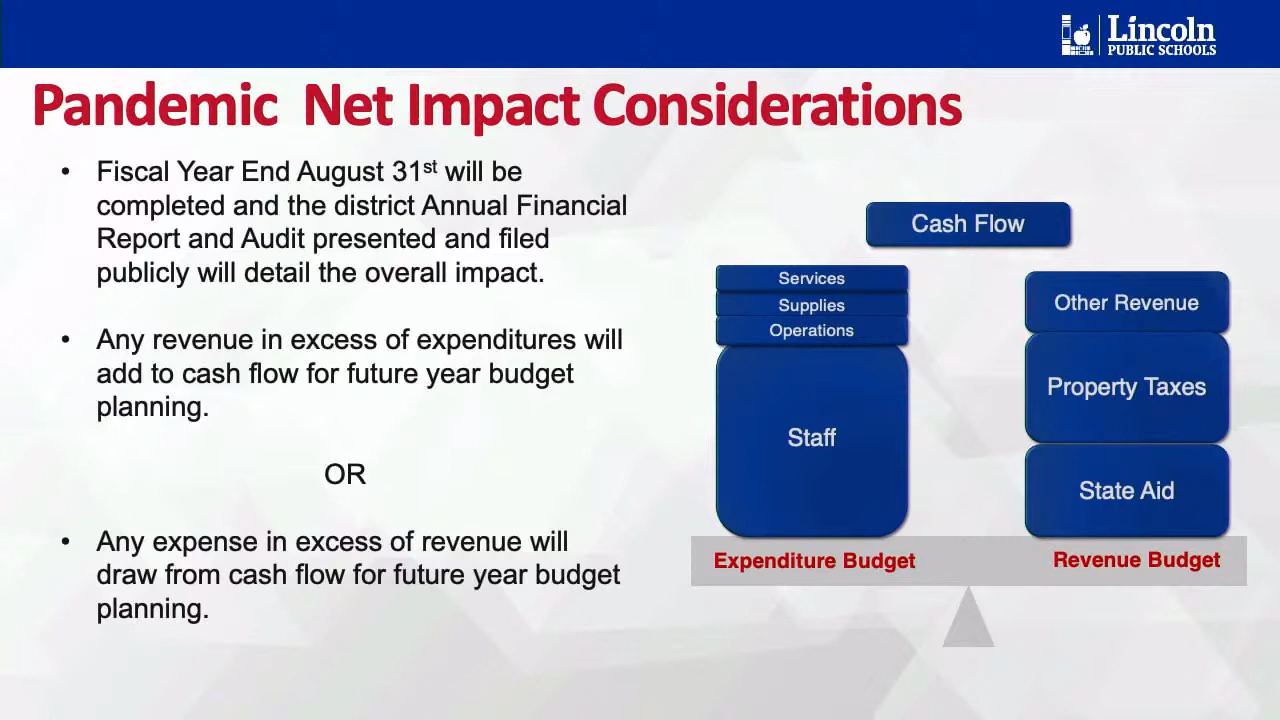 Lincoln
PUBLIC SCHOOLS
Pandemic Net Impact Considerations
• Fiscal Year End August 31st will be
completed and the district Annual Financial
Report and Audit presented and filed
publicly will detail the overall impact.
• Any revenue in excess of expenditures will
add to cash flow for future year budget
planning.
OR
• Any expense in excess of revenue will
draw from cash flow for future year budget
planning.
Cash Flow
Services
Supplies
Operations
Staff
Other Revenue
Property Taxes
State Aid
Expenditure Budget
Revenue Budget